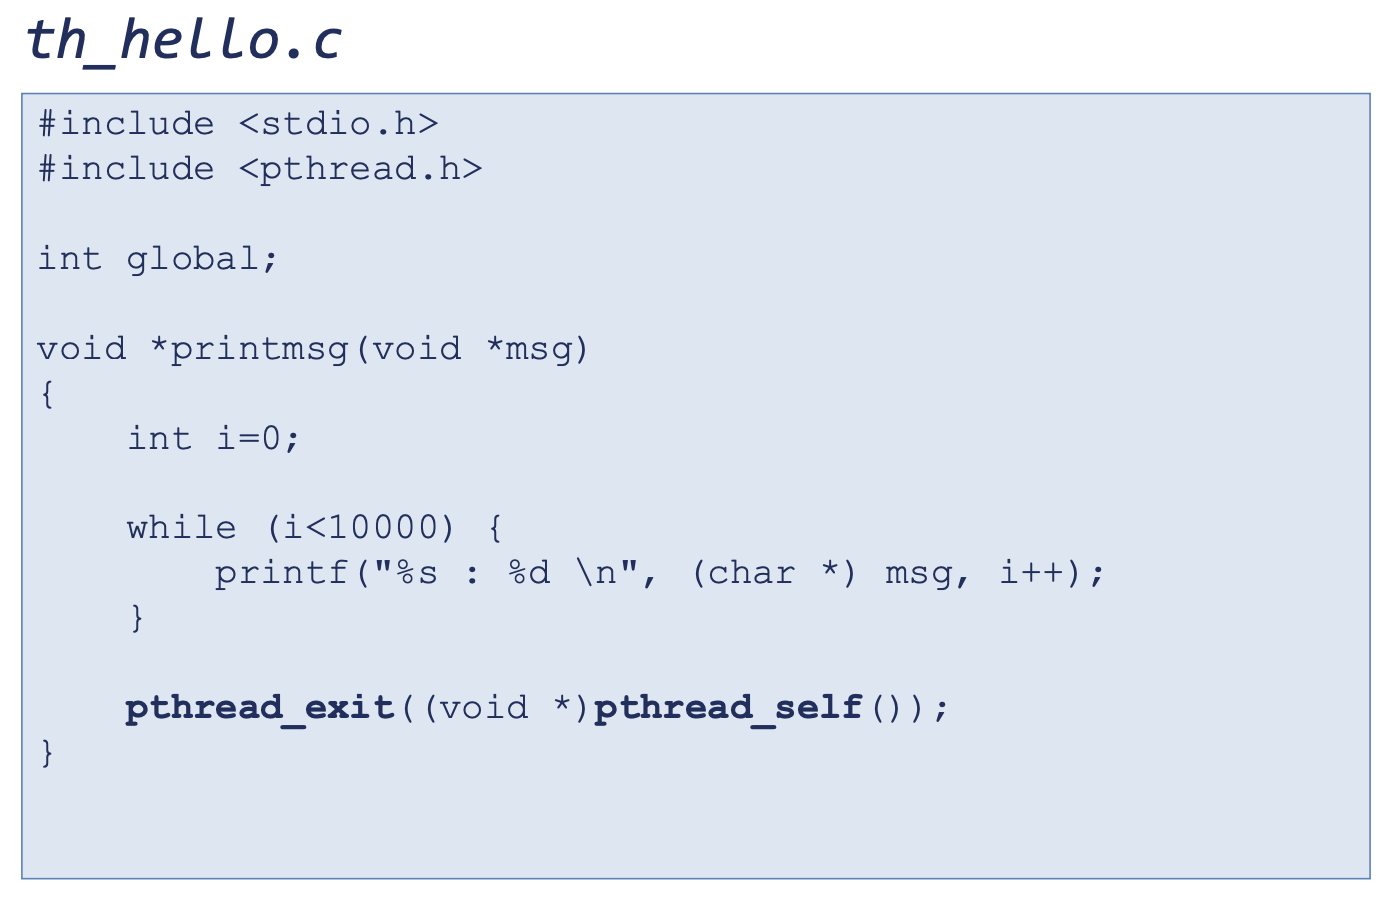 th_hello.c
#include <stdio.h>
#include <pthread.h>
int global;
void *printmsg(void *msg)
{
int i=0;
while (i<10000) {
printf("%s : %d \n", (char *) msg, i++);
}
pthread_exit((void *)pthread_self());
}